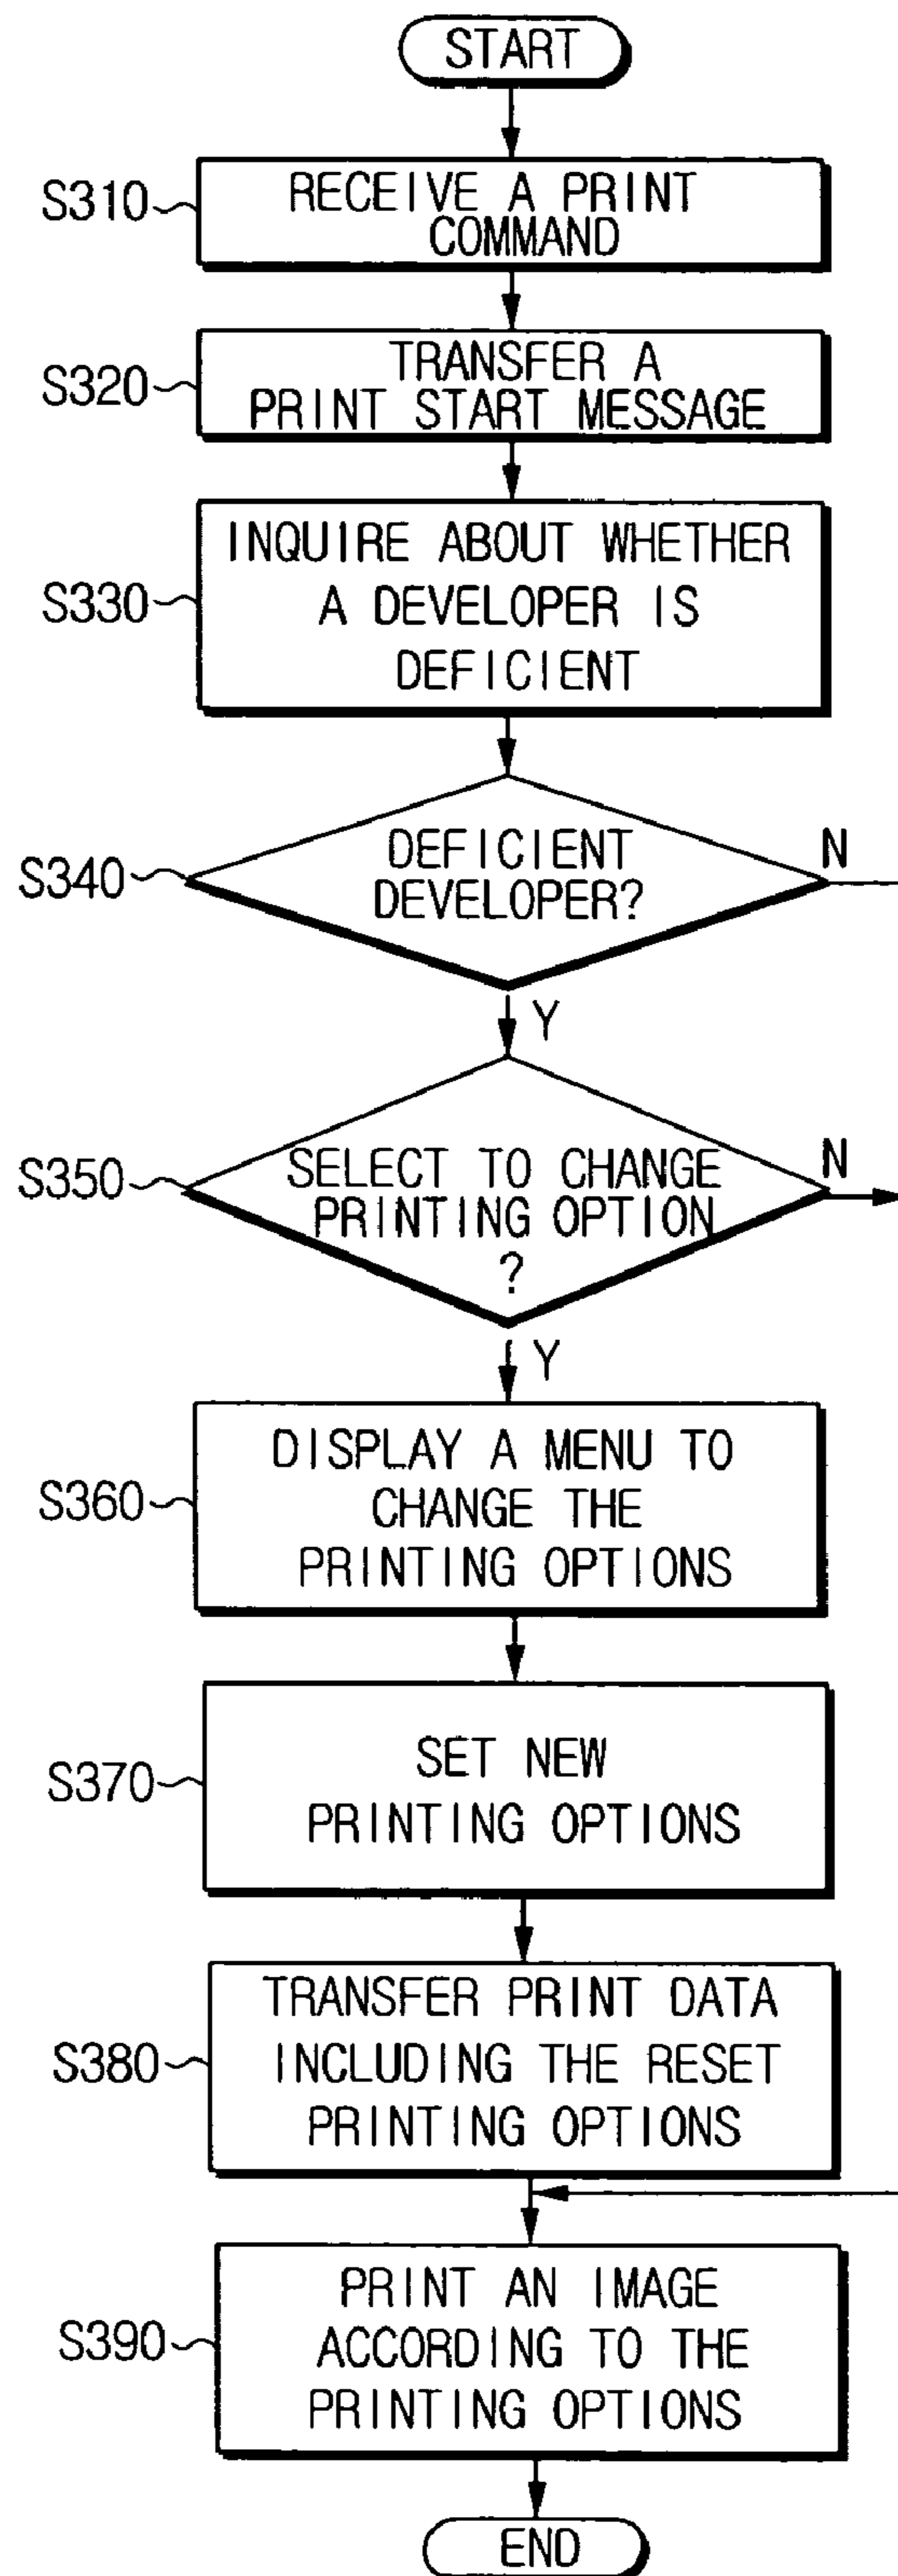 START
S310
RECEIVE A PRINT
COMMAND
S320
TRANSFER A
PRINT START MESSAGE
S330
INQUIRE ABOUT WHETHER
A DEVELOPER IS
DEFICIENT
S340
DEFICIENT
DEVELOPER?
N
Y
S350
SELECT TO CHANGE
PRINTING OPTION
?
N
Y
S360
DISPLAY A MENU TO
CHANGE THE
PRINTING OPTIONS
S370
SET NEW
PRINTING OPTIONS
S380
TRANSFER PRINT DATA
INCLUDING THE RESET
PRINTING OPTIONS
S390
PRINT AN IMAGE
ACCORDING TO THE
PRINTING OPTIONS
END